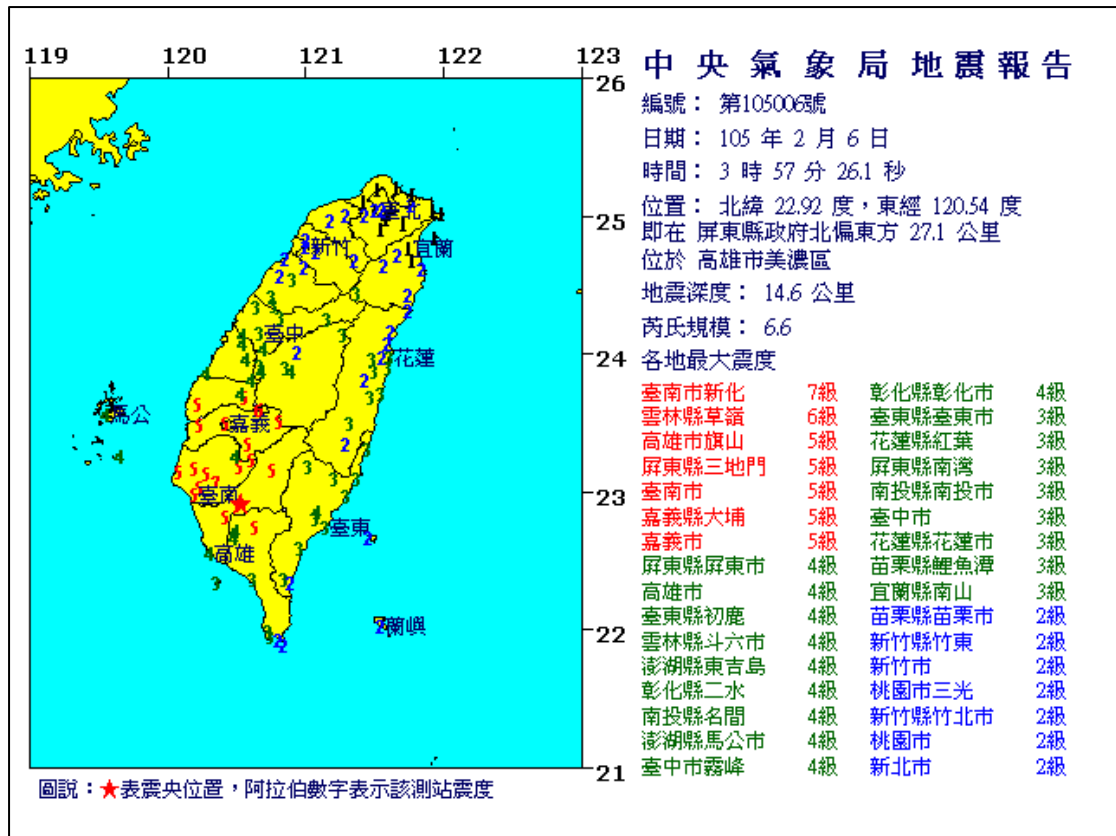 119 120 121 122 123
中央氣象局地震報告
26
編號： 第105006號
日期： 105 年 2 月 6 日
時間： 3 時 57 分 26.1 秒
位置： 北緯 22.92 度，東經 120.54 度
即在 屏東縣政府北偏東方 27.1 公里
位於 高雄市美濃區
地震深度： 14.6 公里
芮氏規模： 6.6
各地最大震度
臺南市新化 7級 彰化縣彰化市 4級
雲林縣草嶺 6級 臺東縣臺東市 3級
高雄市旗山 5級 花蓮縣紅葉 3級
屏東縣三地門 5級 屏東縣南灣 3級
臺南市 5級 南投縣南投市 3級
嘉義縣大埔 5級 臺中市 3級
嘉義市 5級 花蓮縣花蓮市 3級
屏東縣屏東市 4級 苗栗縣鯉魚潭 3級
高雄市 4級 宜蘭縣南山 3級
臺東縣初鹿 4級 苗栗縣苗栗市 2級
雲林縣斗六市 4級 新竹縣竹東 2級
澎湖縣東吉島 4級 新竹市 2級
彰化縣二水 4級 桃園市三光 2級
南投縣名間 4級 新竹縣竹北市 2級
澎湖縣馬公市 4級 桃園市 2級
臺中市霧峰 4級 新北市 2級
25
24
23
22
21
臺北
新竹
宜蘭
臺中
花蓮
馬公
嘉義
臺南
臺東
高雄
蘭嶼
圖說：★表震央位置，阿拉伯數字表示該測站震度